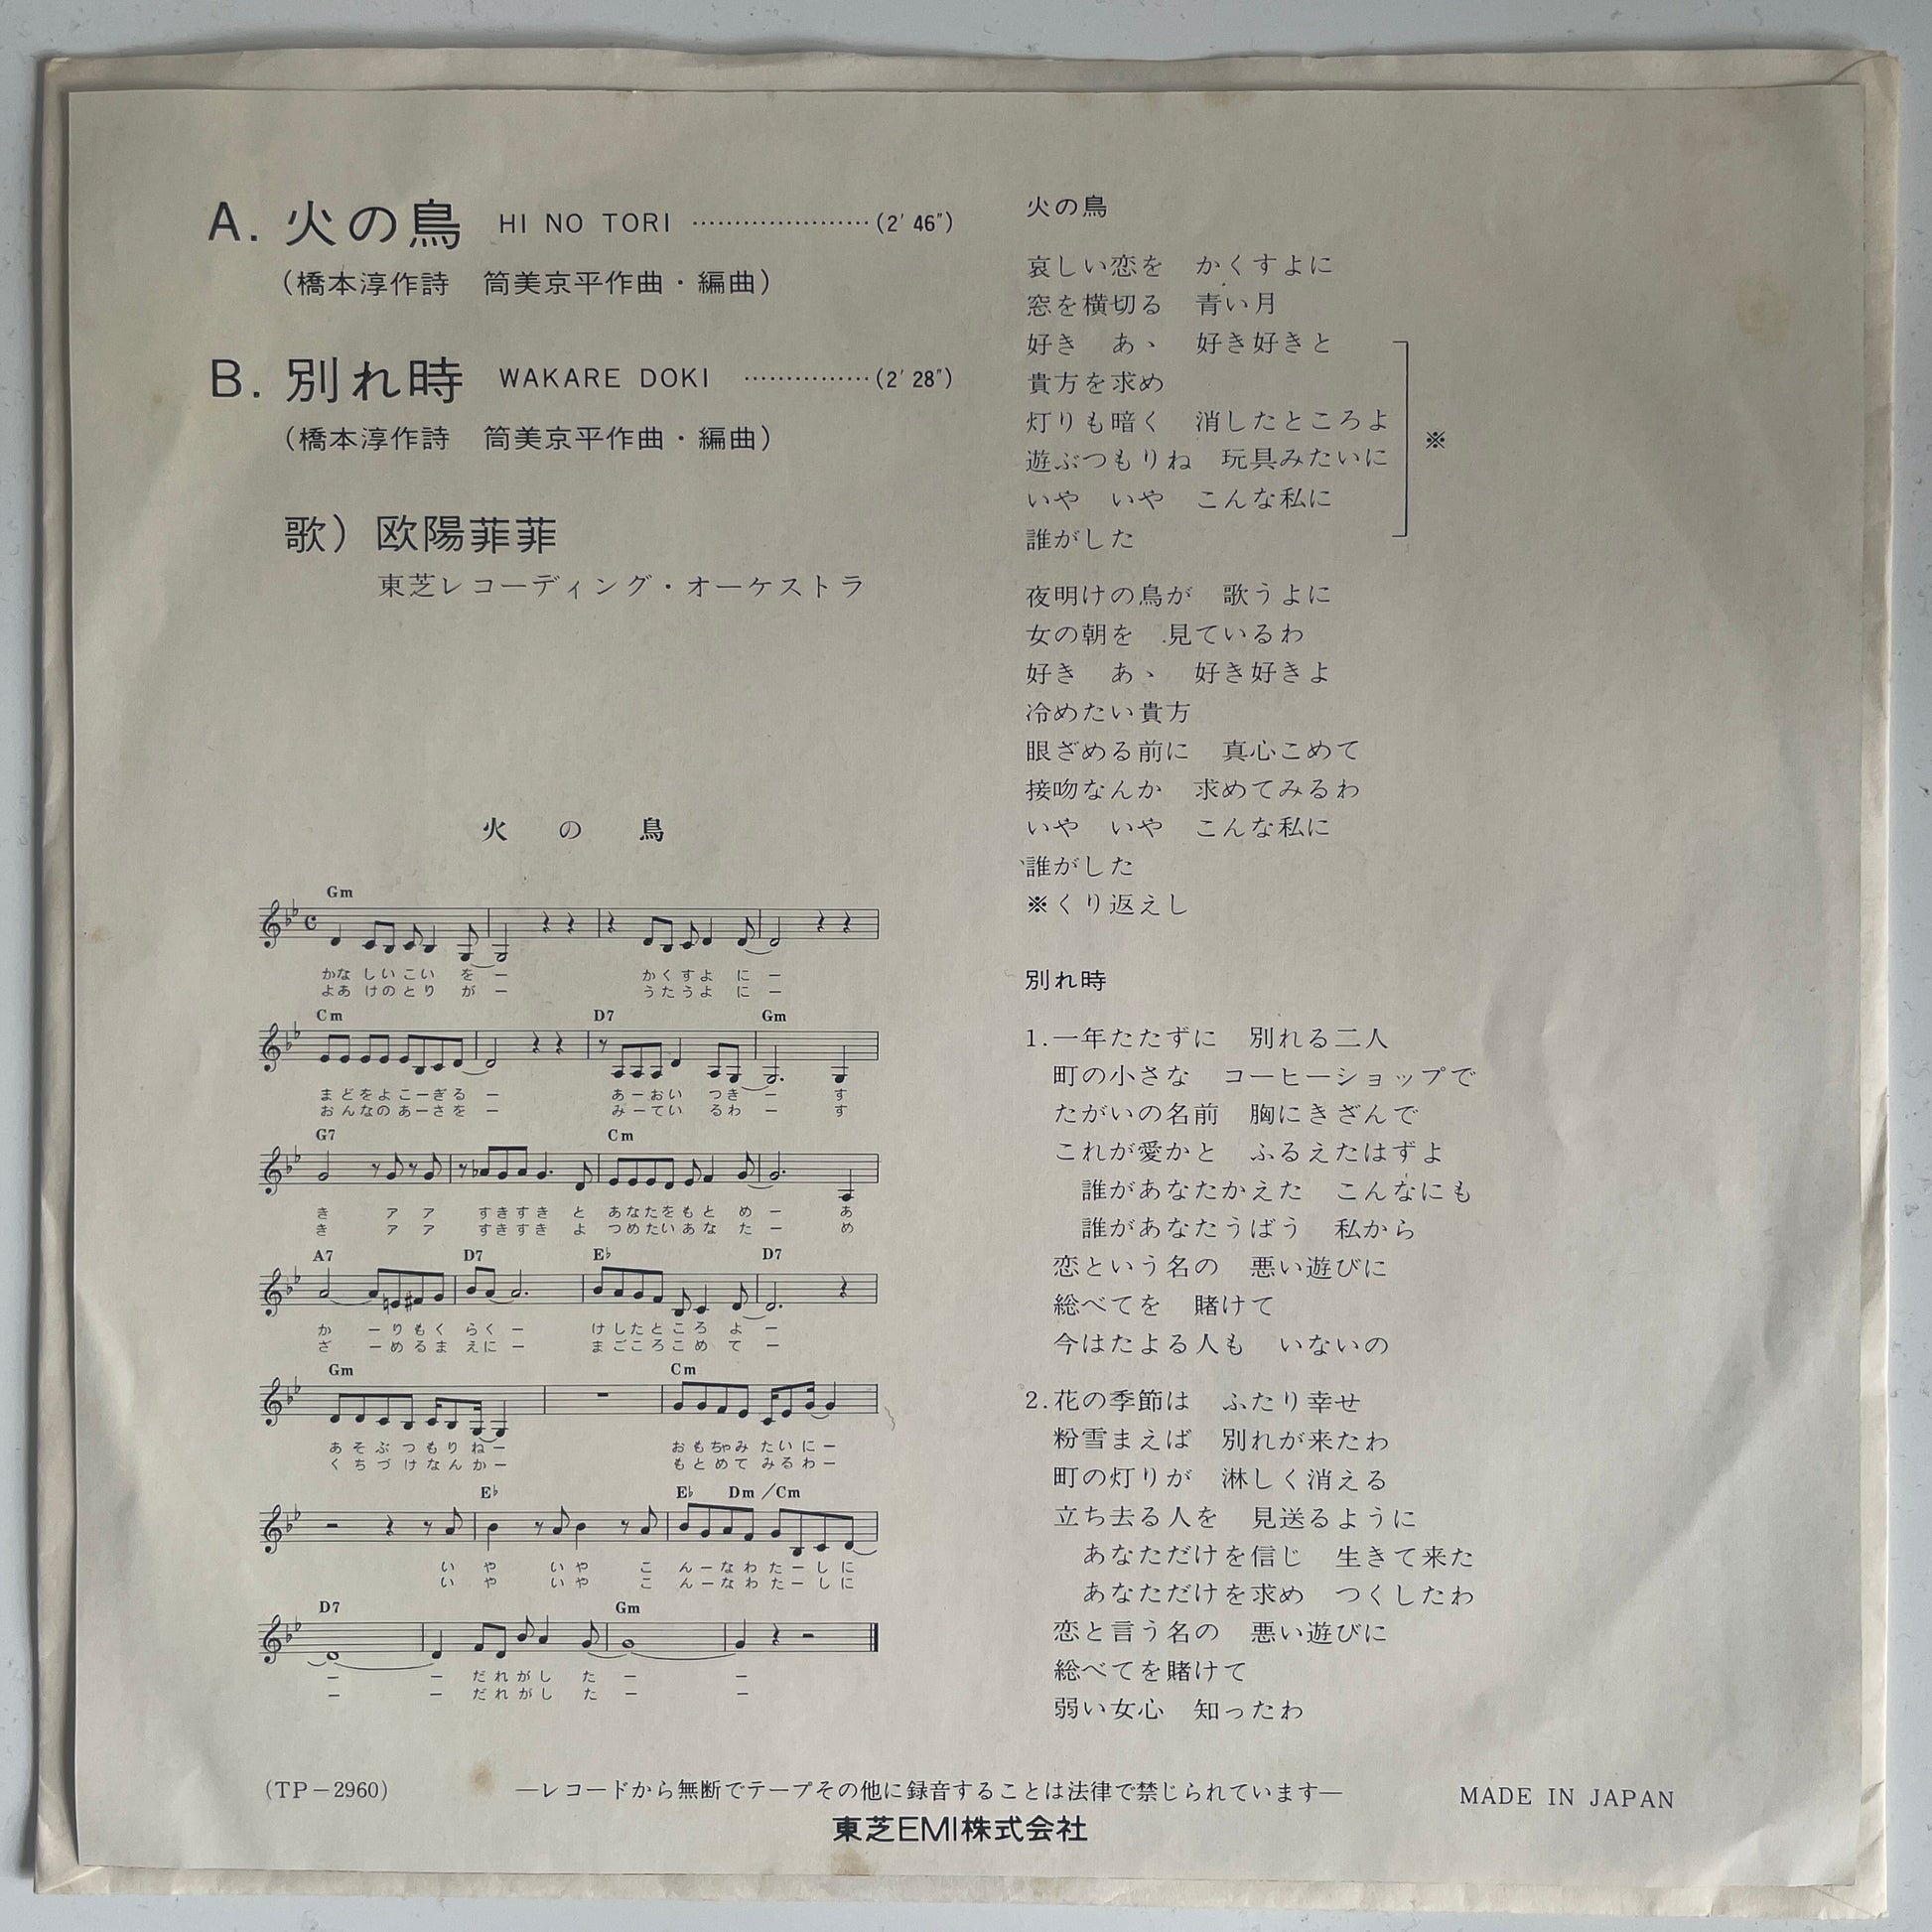 A. 火の鳥 HI NO TORI …………………(2′46″)
(橋本淳作詩 筒美京平作曲・編曲)
B. 別れ時 WAKARE DOKI ……………(2′28″)
(橋本淳作詩 筒美京平作曲・編曲)
歌）欧陽菲菲
東芝レコーディング・オーケストラ
火の鳥
Gm
かな しいこい を ー かくすよ に ー
よあ けのとり が ー うたうよ に ー
Cm D7 Gm
まどをよこーぎる ー あーおい つき ー す
おんなのあーさを ー みーてい るわ ー す
G7 Cm
き ア ア すきすき と あなたをもと め ー あ
き ア ア すきすき よ つめたいあな た ー め
A7 D7 E♭ D7
か ーりもく らく ー けしたところ よ ー
ざ ーめるま えに ー まごころこめ て ー
Gm Cm
あそぶつもりねー おもちゃみたいにー
くちづけなんかー もとめてみるわー
E♭ E♭ Dm／Cm
い や いや こ んーなわたーしに
い や いや こ んーなわたーしに
D7 Gm
ー ー だれがし た ー ー
ー ー だれがし た ー ー
火の鳥
哀しい恋を かくすよに
窓を横切る 青い月
好き あゝ 好き好きと
貴方を求め
灯りも暗く 消したところよ
※
遊ぶつもりね 玩具みたいに
いや いや こんな私に
誰がした
夜明けの鳥が 歌うよに
女の朝を 見ているわ
好き あゝ 好き好きよ
冷めたい貴方
眼ざめる前に 真心こめて
接吻なんか 求めてみるわ
いや いや こんな私に
誰がした
※くり返えし
別れ時
1.一年たたずに 別れる二人
町の小さな コーヒーショップで
たがいの名前 胸にきざんで
これが愛かと ふるえたはずよ
誰があなたかえた こんなにも
誰があなたうばう 私から
恋という名の 悪い遊びに
総べてを 賭けて
今はたよる人も いないの
2.花の季節は ふたり幸せ
粉雪まえば 別れが来たわ
町の灯りが 淋しく消える
立ち去る人を 見送るように
あなただけを信じ 生きて来た
あなただけを求め つくしたわ
恋と言う名の 悪い遊びに
総べてを賭けて
弱い女心 知ったわ
(TP－2960)
―レコードから無断でテープその他に録音することは法律で禁じられています―
MADE IN JAPAN
東芝EMI株式会社